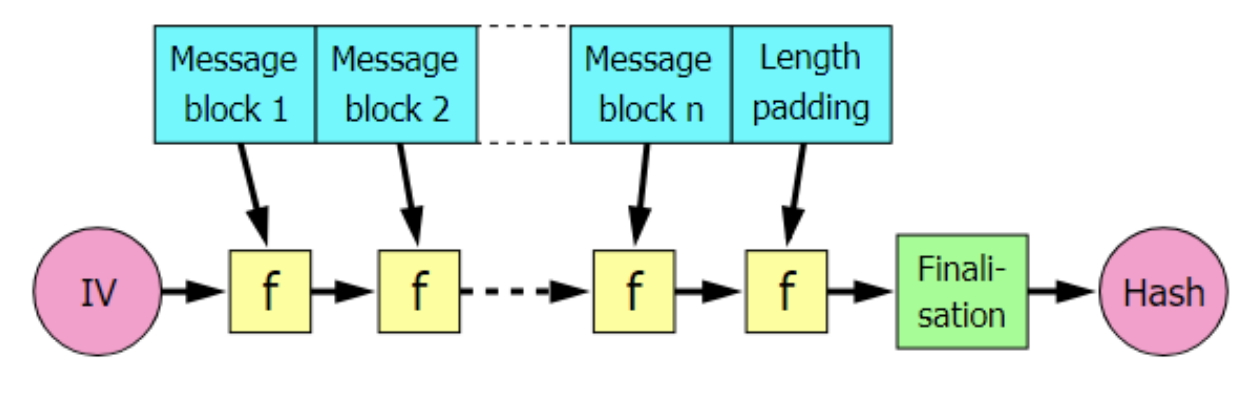 Message
block 1
Message
block 2
Message
block n
Length
padding
IV
f
f
f
f
Finali-
sation
Hash